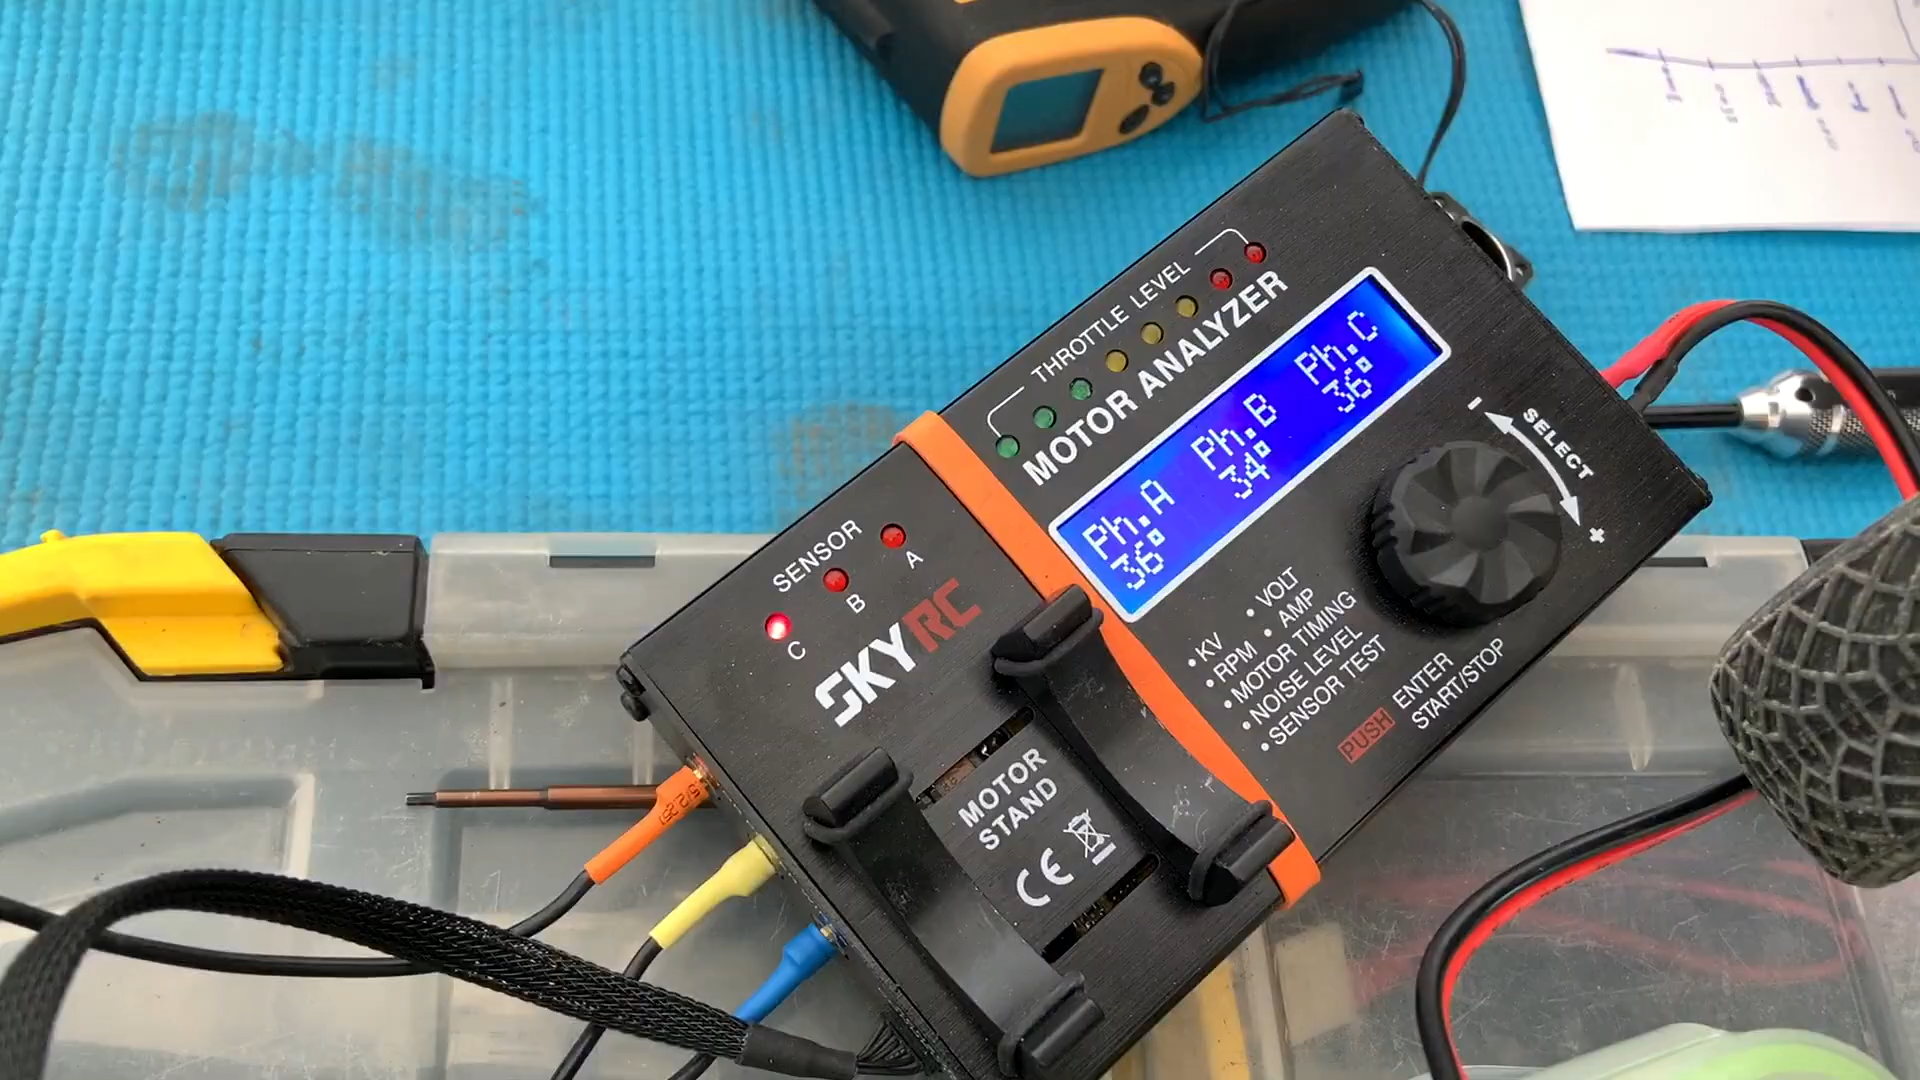 THROTTLE LEVEL
MOTOR ANALYZER
Ph.A Ph.B Ph.C
36° 34° 36°
- SELECT +
SENSOR
A
B
C
SKYRC
• VOLT
• AMP
• KV
• RPM
• MOTOR TIMING
• NOISE LEVEL
• SENSOR TEST
PUSH ENTER
START/STOP
MOTOR
STAND
CE